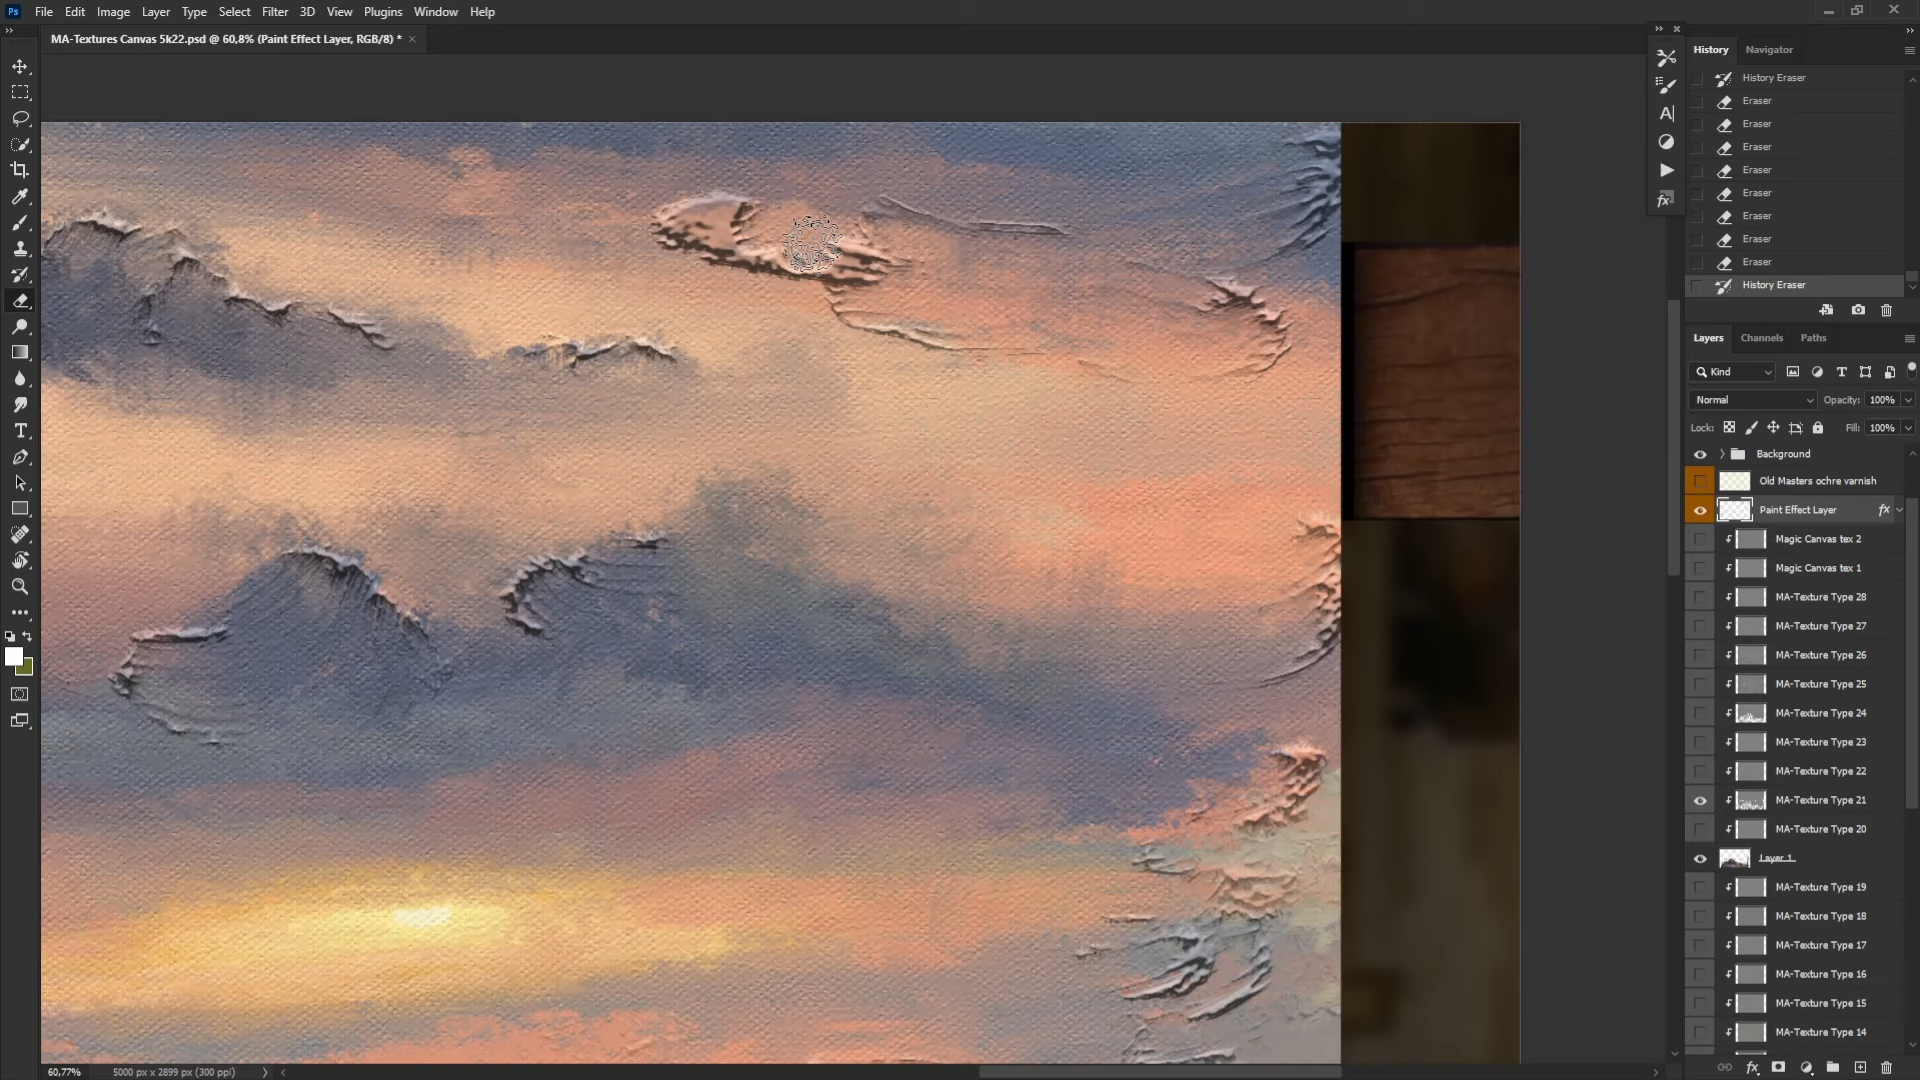 Ps File Edit Image Layer Type Select Filter 3D View Plugins Window Help
MA-Textures Canvas 5k22.psd @ 60,8% (Paint Effect Layer, RGB/8) *
History Navigator
History Eraser
Eraser
Eraser
Eraser
Eraser
Eraser
Eraser
Eraser
Eraser
History Eraser
Layers Channels Paths
Kind
Normal Opacity: 100%
Lock: Fill: 100%
Background
Old Masters ochre varnish
Paint Effect Layer fx
Magic Canvas tex 2
Magic Canvas tex 1
MA-Texture Type 28
MA-Texture Type 27
MA-Texture Type 26
MA-Texture Type 25
MA-Texture Type 24
MA-Texture Type 23
MA-Texture Type 22
MA-Texture Type 21
MA-Texture Type 20
Layer 1
MA-Texture Type 19
MA-Texture Type 18
MA-Texture Type 17
MA-Texture Type 16
MA-Texture Type 15
MA-Texture Type 14
60,77% 5000 px x 2899 px (300 ppi)